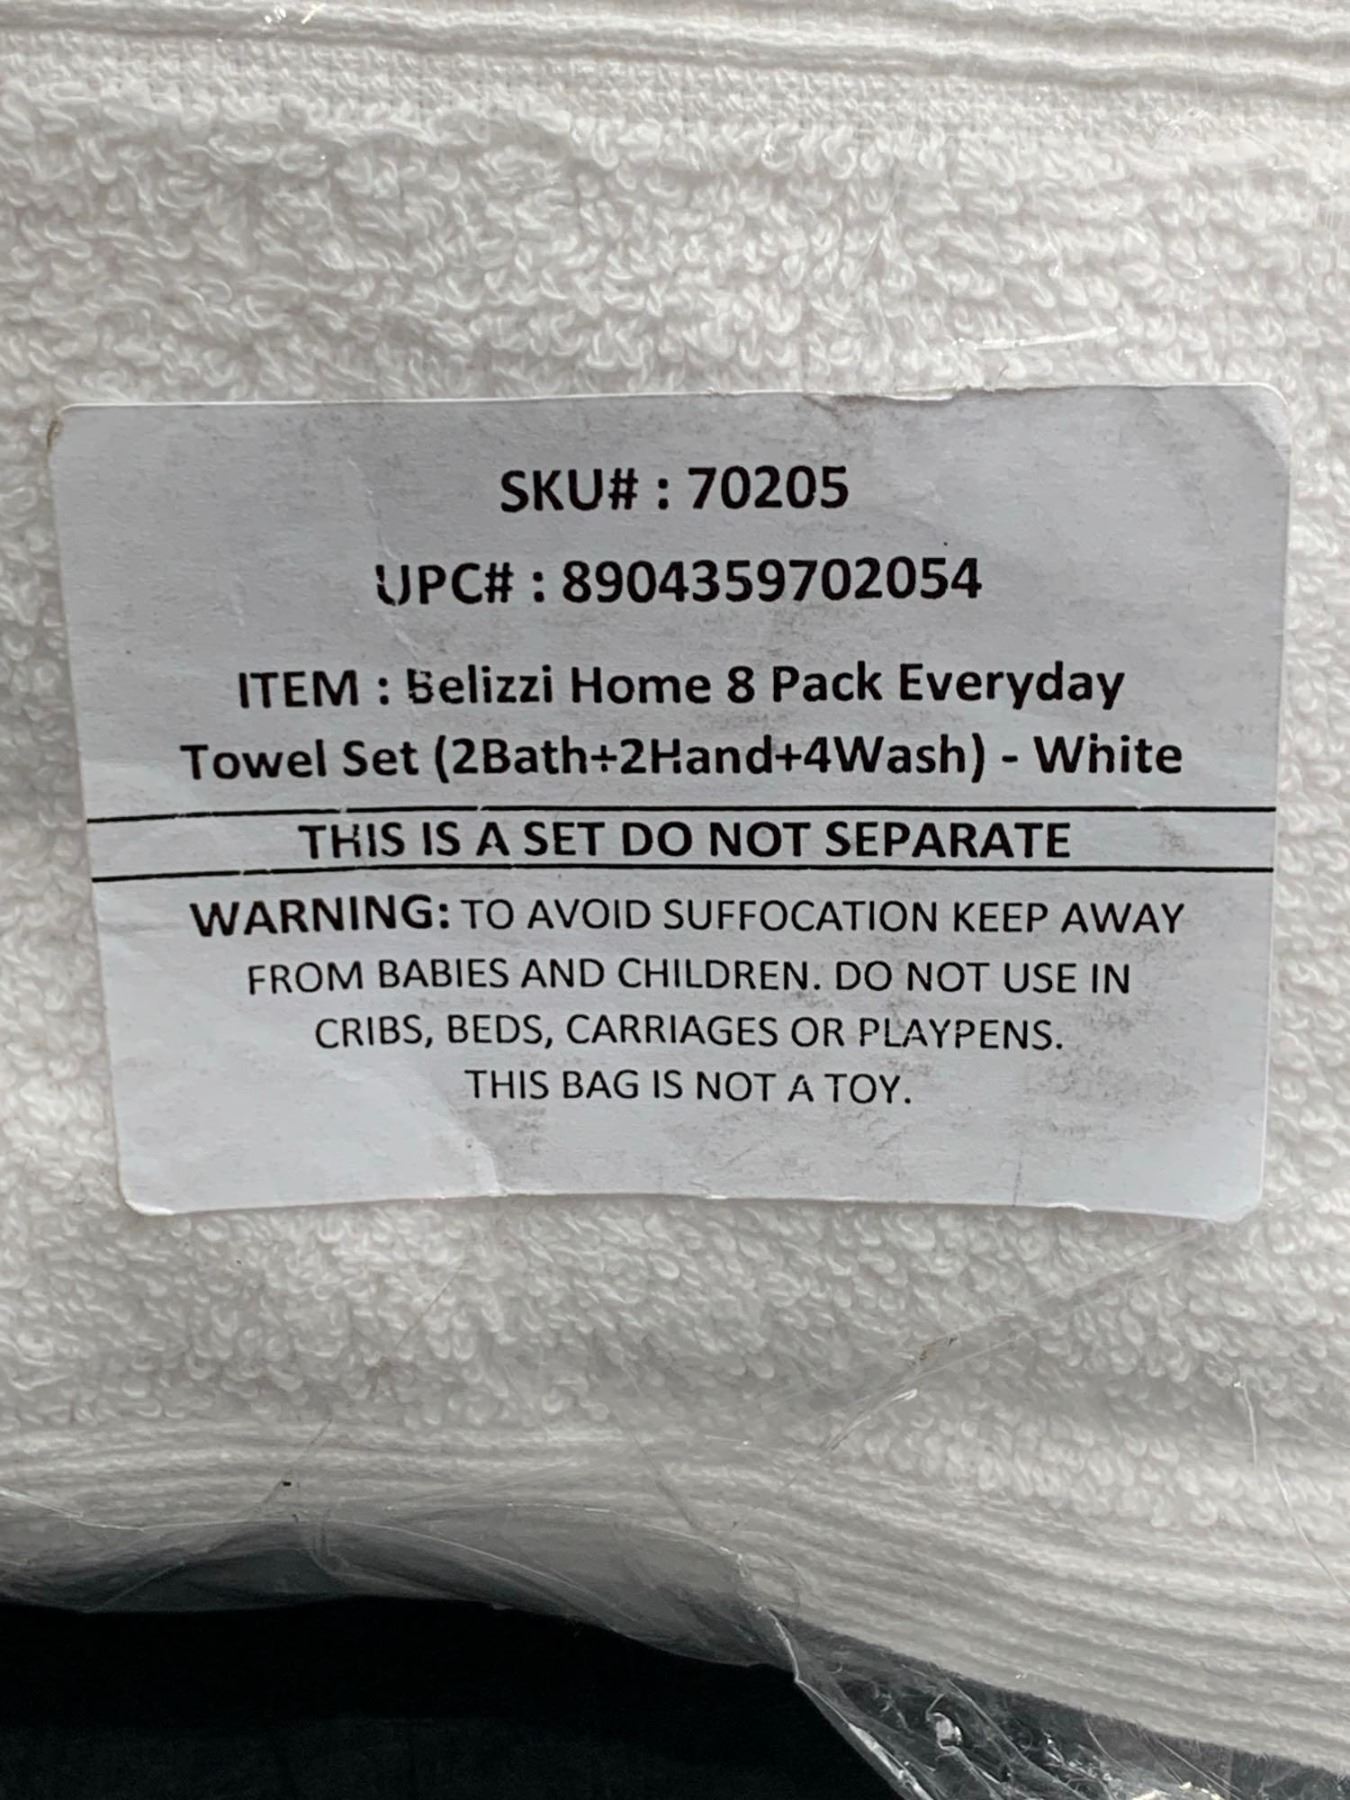 SKU# : 70205
UPC# : 8904359702054
ITEM : Belizzi Home 8 Pack Everyday
Towel Set (2Bath+2Hand+4Wash) - White
THIS IS A SET DO NOT SEPARATE
WARNING: TO AVOID SUFFOCATION KEEP AWAY
FROM BABIES AND CHILDREN. DO NOT USE IN
CRIBS, BEDS, CARRIAGES OR PLAYPENS.
THIS BAG IS NOT A TOY.